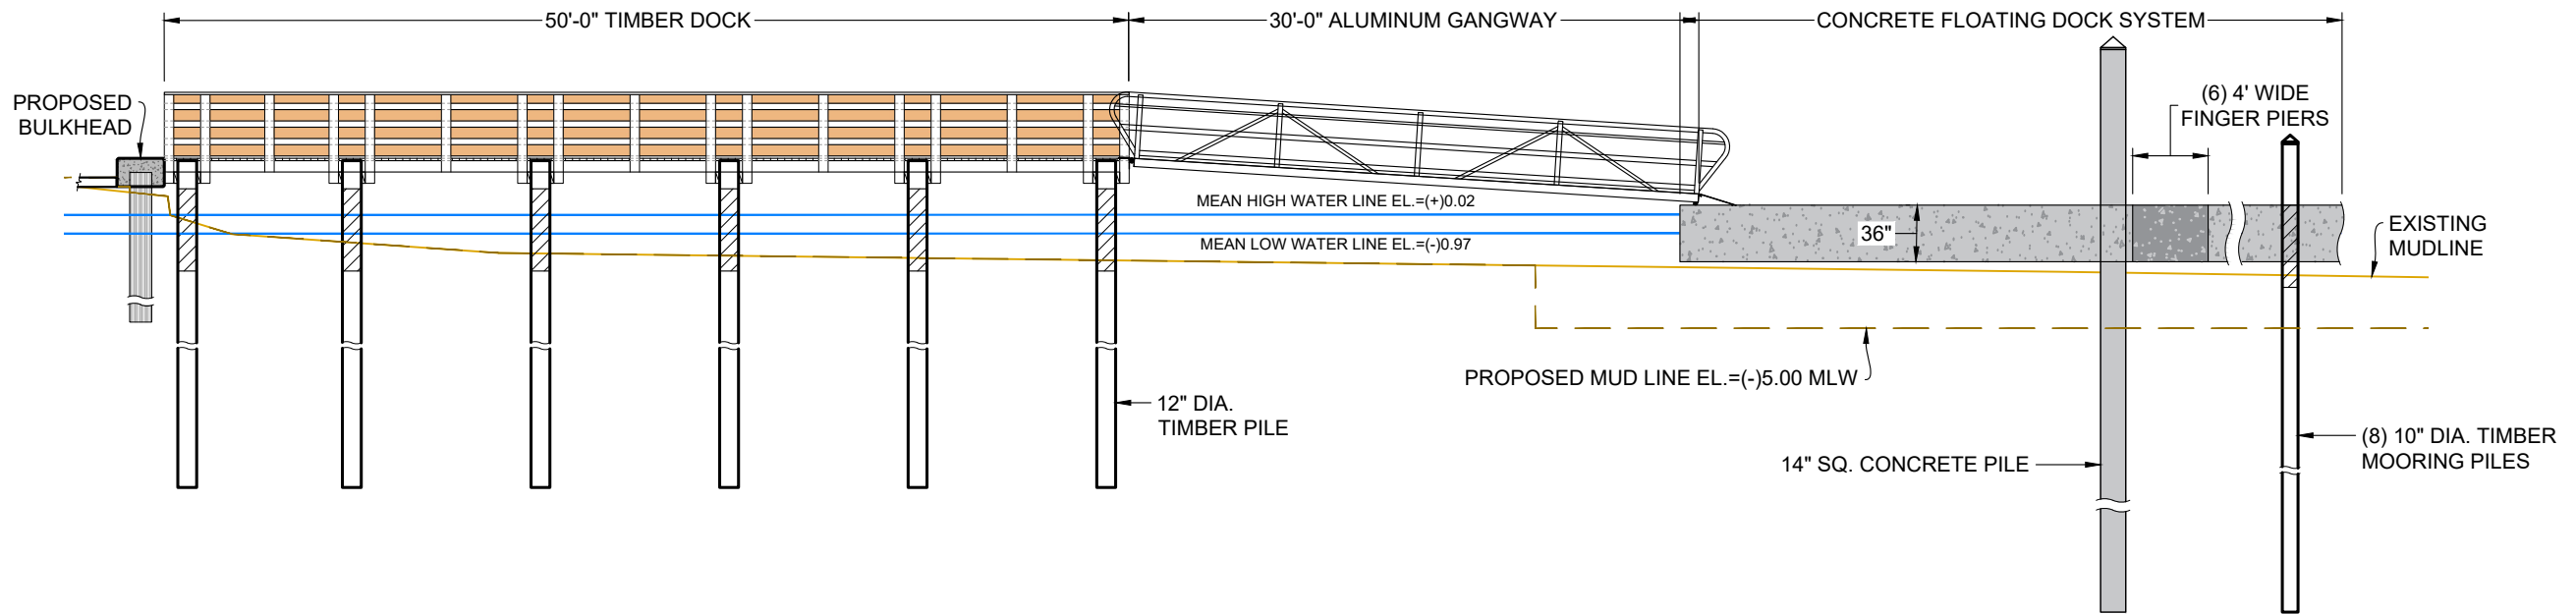 50'-0" TIMBER DOCK
30'-0" ALUMINUM GANGWAY
CONCRETE FLOATING DOCK SYSTEM
PROPOSED
BULKHEAD
(6) 4' WIDE
FINGER PIERS
MEAN HIGH WATER LINE EL.=(+)0.02
MEAN LOW WATER LINE EL.=(-)0.97
36"
EXISTING
MUDLINE
PROPOSED MUD LINE EL.=(-)5.00 MLW
12" DIA.
TIMBER PILE
14" SQ. CONCRETE PILE
(8) 10" DIA. TIMBER
MOORING PILES